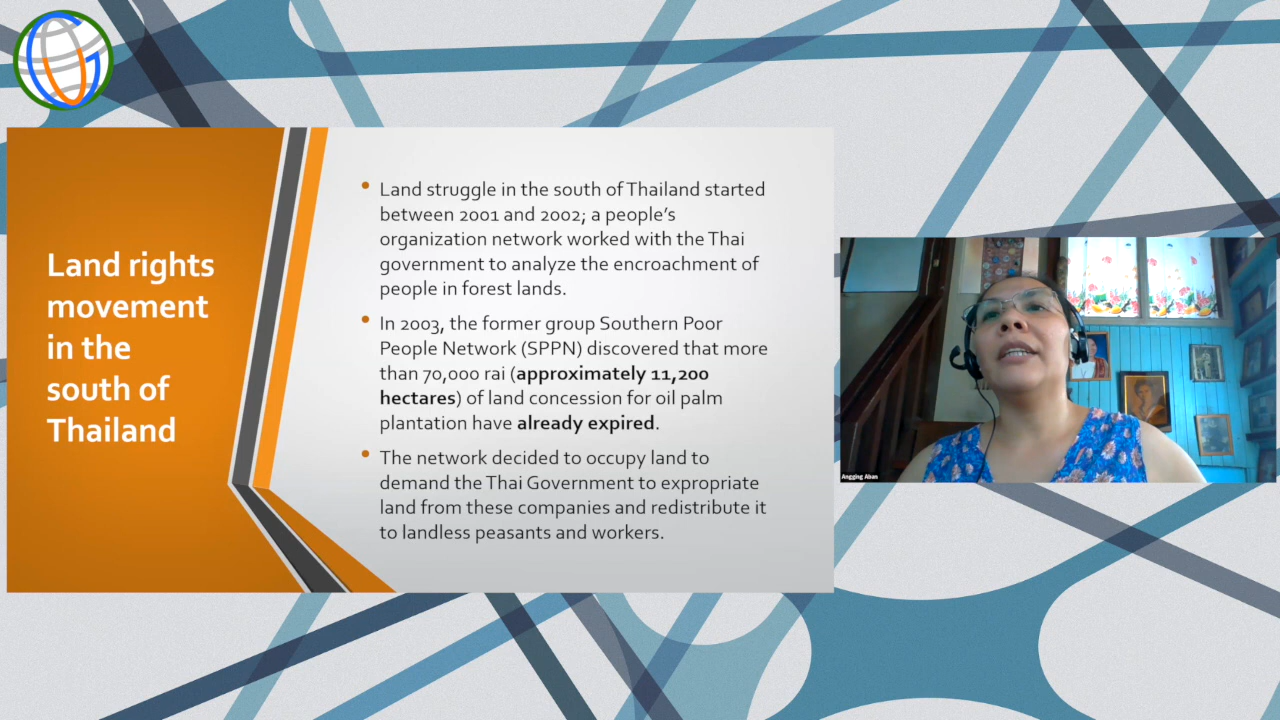 Land rights
movement
in the
south of
Thailand
• Land struggle in the south of Thailand started
between 2001 and 2002; a people’s
organization network worked with the Thai
government to analyze the encroachment of
people in forest lands.
• In 2003, the former group Southern Poor
People Network (SPPN) discovered that more
than 70,000 rai (approximately 11,200
hectares) of land concession for oil palm
plantation have already expired.
• The network decided to occupy land to
demand the Thai Government to expropriate
land from these companies and redistribute it
to landless peasants and workers.
Angging Aban